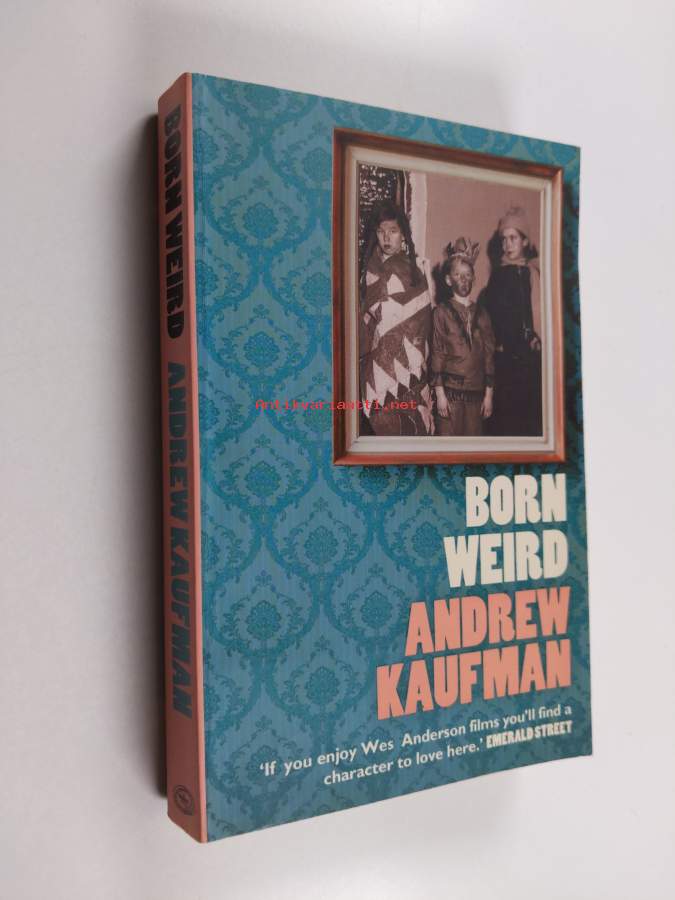 BORN WEIRD ANDREW KAUFMAN
Antikvariaatti.net
BORN
WEIRD
ANDREW
KAUFMAN
'If you enjoy Wes Anderson films you'll find a
character to love here.' EMERALD STREET